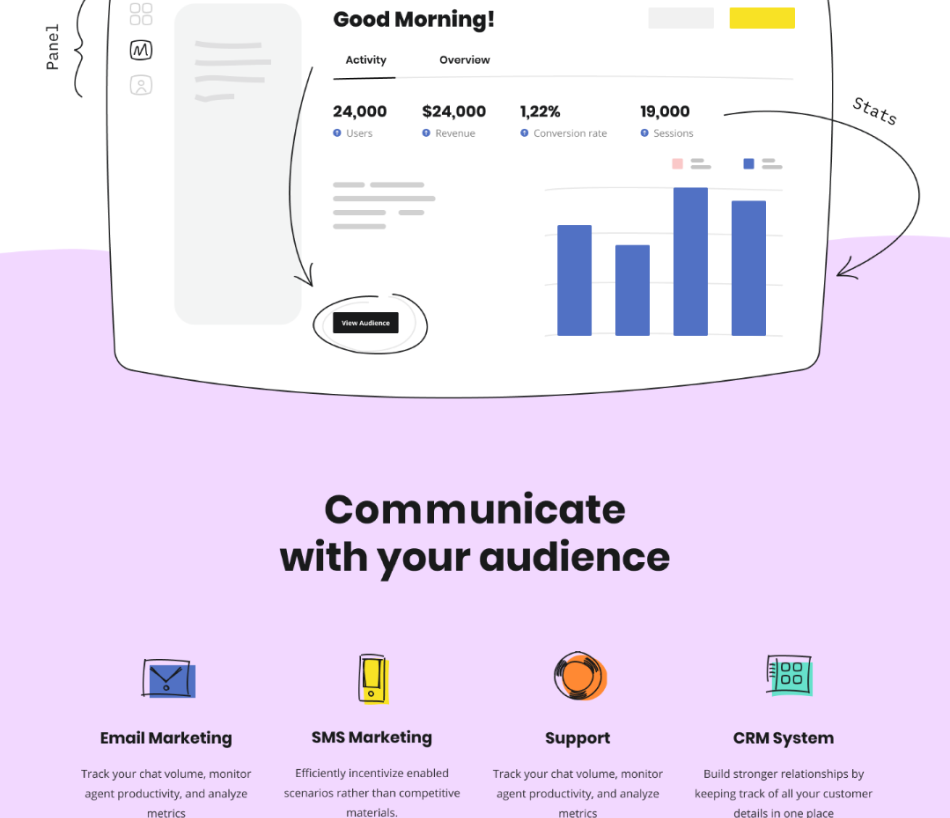 Panel
Good Morning!
Activity Overview
24,000 $24,000 1,22% 19,000
Users Revenue Conversion rate Sessions
Stats
View Audience
Communicate
with your audience
Email Marketing
Track your chat volume, monitor
agent productivity, and analyze
metrics
SMS Marketing
Efficiently incentivize enabled
scenarios rather than competitive
materials.
Support
Track your chat volume, monitor
agent productivity, and analyze
metrics
CRM System
Build stronger relationships by
keeping track of all your customer
details in one place